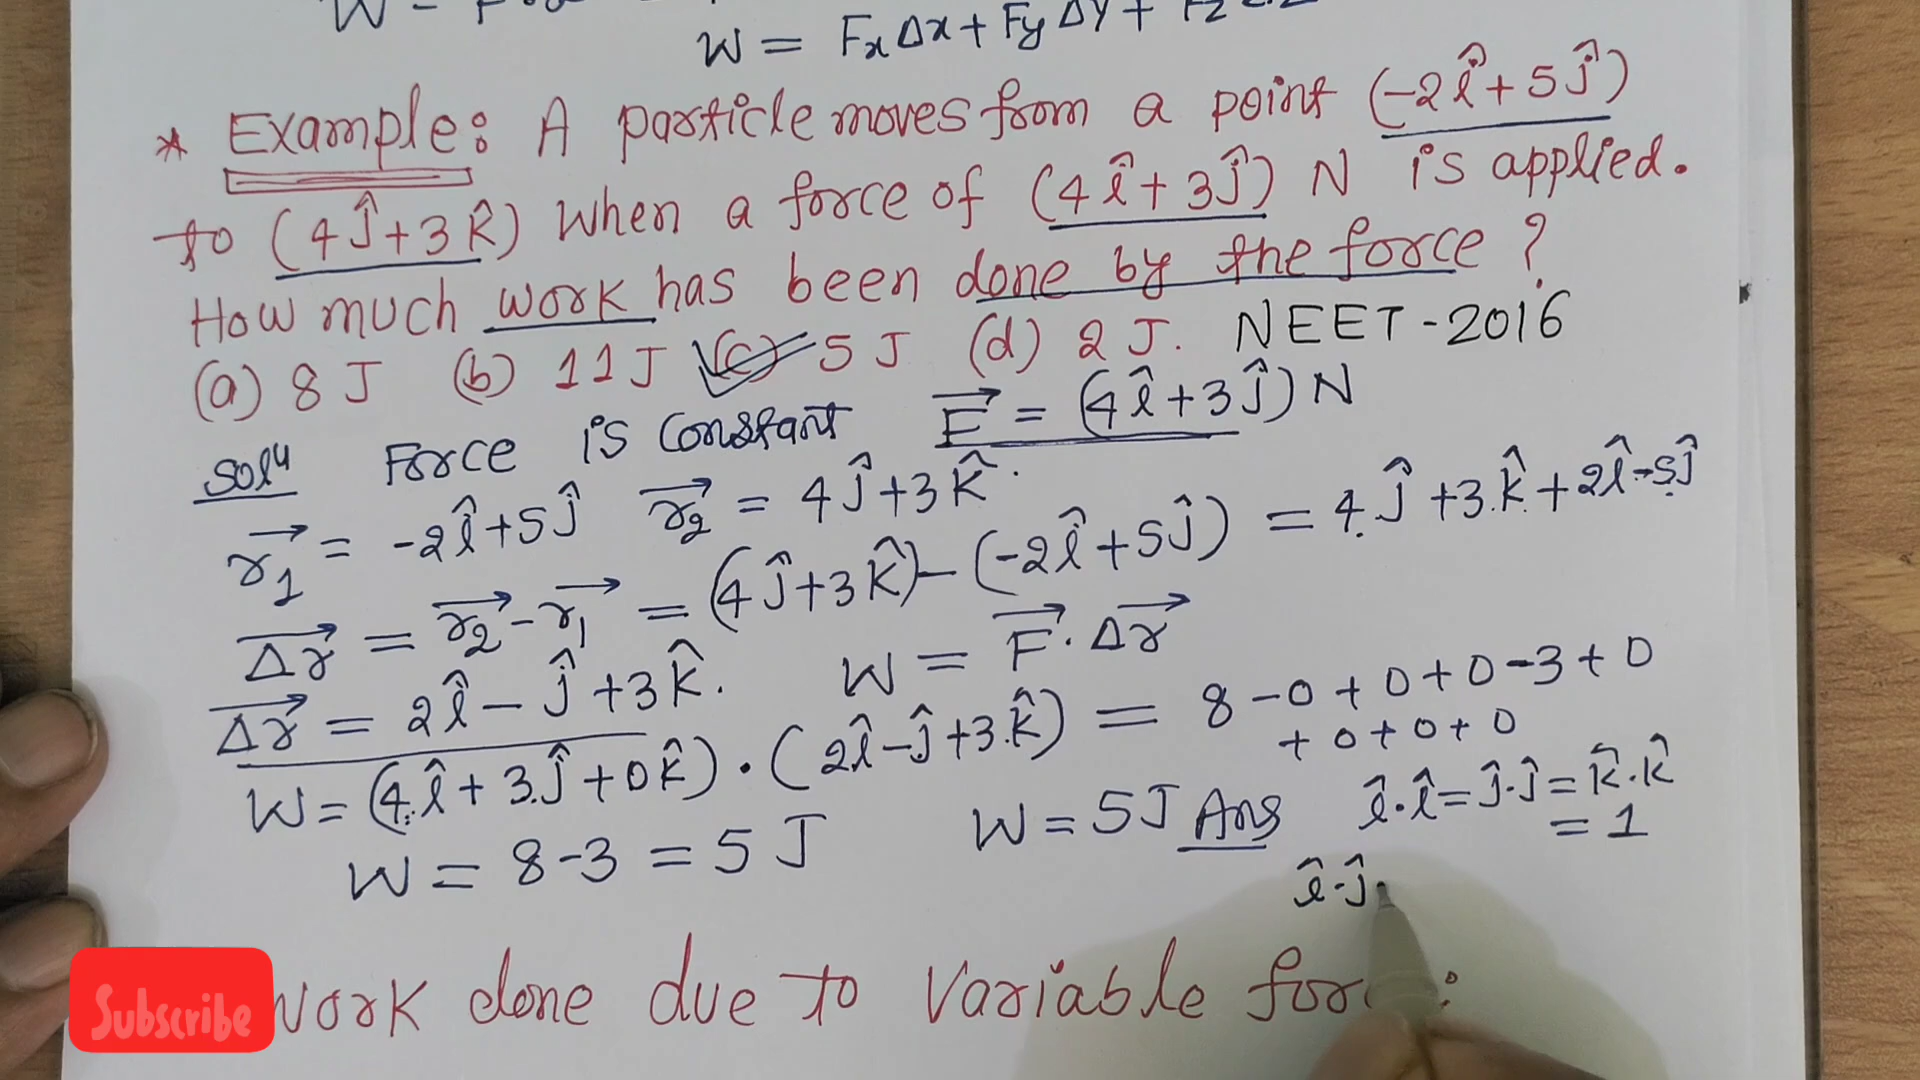 W = Fx Δx + Fy Δy + Fz
* Example: A particle moves from a point (-2î + 5ĵ)
to (4ĵ + 3k̂) when a force of (4î + 3ĵ) N is applied.
How much work has been done by the force?
(a) 8 J (b) 11 J (c) 5 J (d) 2 J. NEET-2016
Solⁿ Force is constant F⃗ = (4î + 3ĵ) N
r₁⃗ = -2î + 5ĵ r₂⃗ = 4ĵ + 3k̂.
Δr⃗ = r₂⃗ - r₁⃗ = (4ĵ + 3k̂) - (-2î + 5ĵ) = 4ĵ + 3k̂ + 2î - 5ĵ
Δr⃗ = 2î - ĵ + 3k̂. W = F⃗ . Δr⃗
W = (4î + 3ĵ + 0k̂) . (2î - ĵ + 3k̂) = 8 - 0 + 0 + 0 - 3 + 0
+ 0 + 0 + 0
W = 8 - 3 = 5 J W = 5J Ans î.î = ĵ.ĵ = k̂.k̂
= 1
î.ĵ
Work done due to Variable
Subscribe